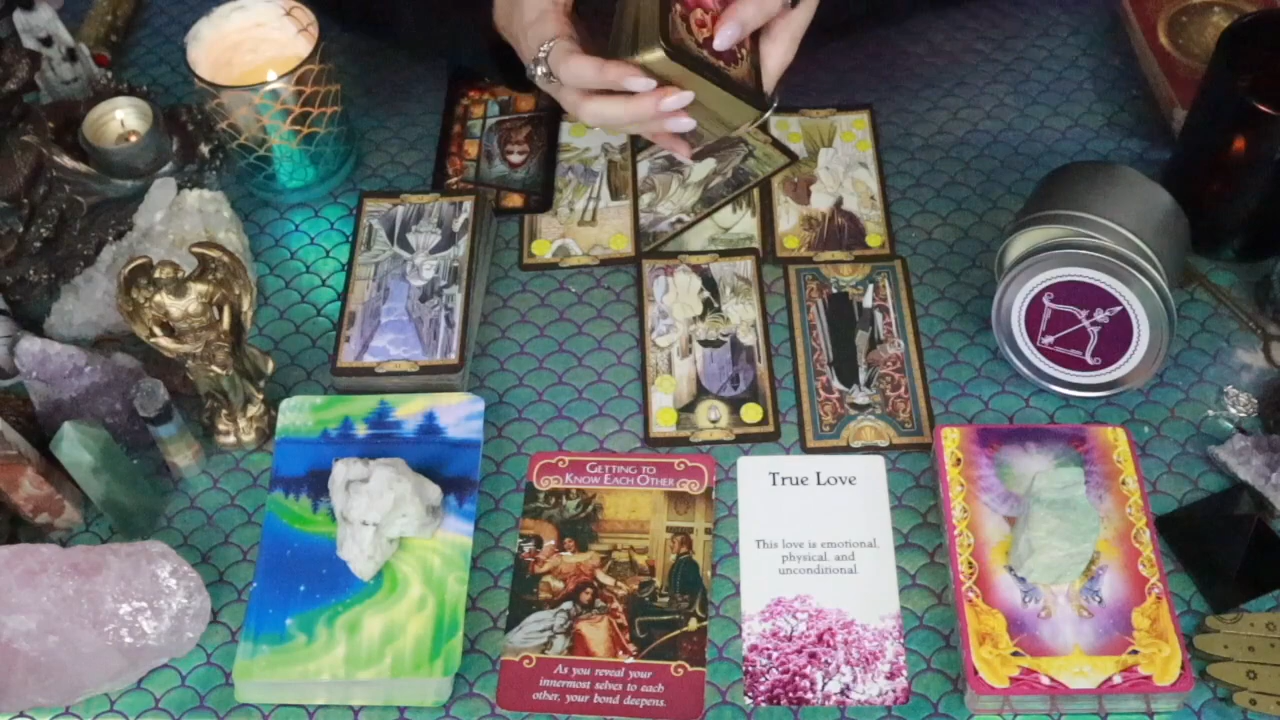 Getting to
Know Each Other
As you reveal your
innermost selves to each
other, your bond deepens.
True Love
This love is emotional,
physical, and
unconditional.